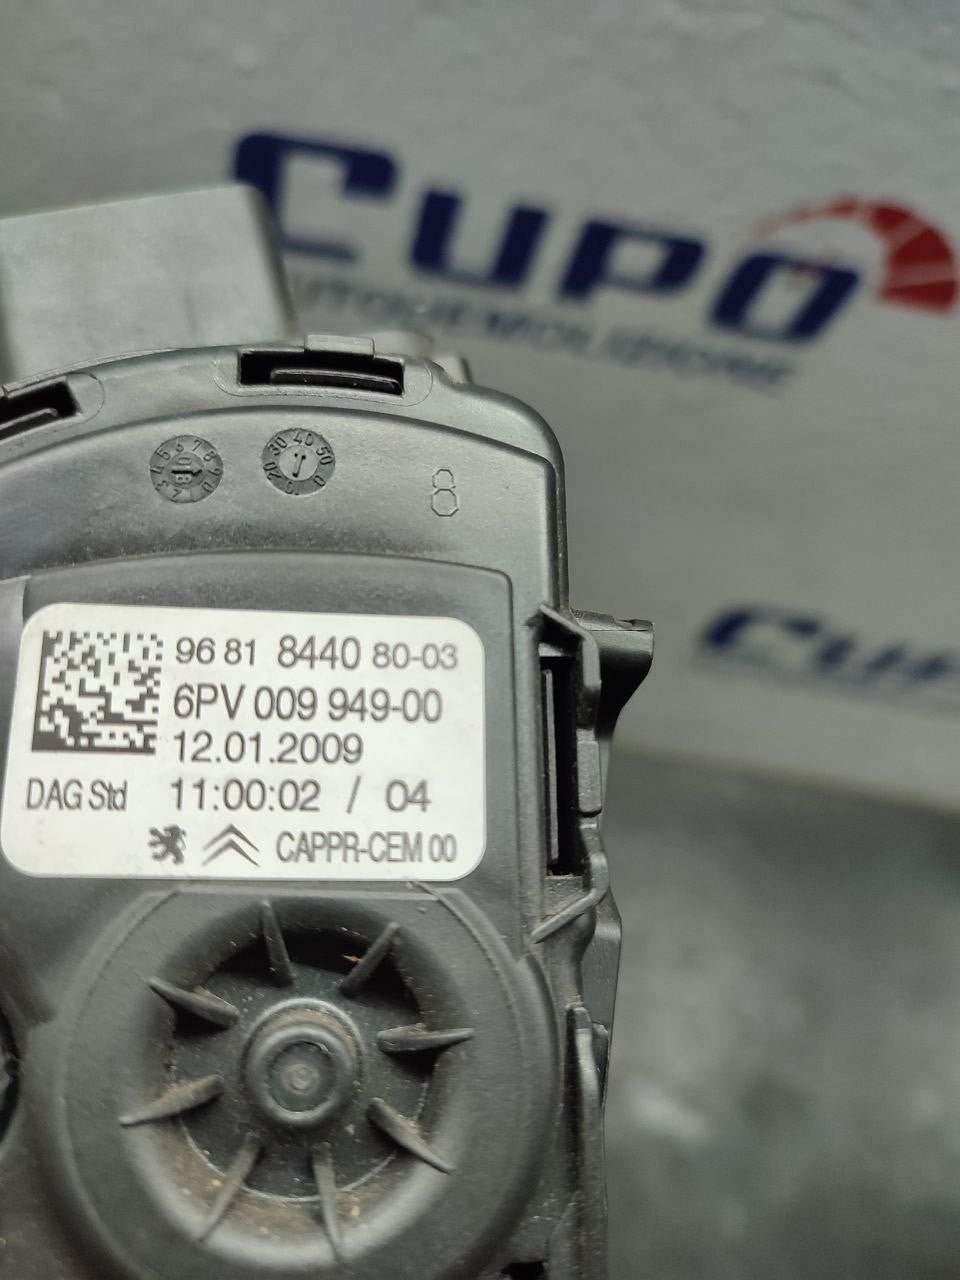 CUPO
AUTODEMOLIZIONE
8
96 81 8440 80-03
6PV 009 949-00
12.01.2009
DAG Std 11:00:02 / 04
CAPPR-CEM 00